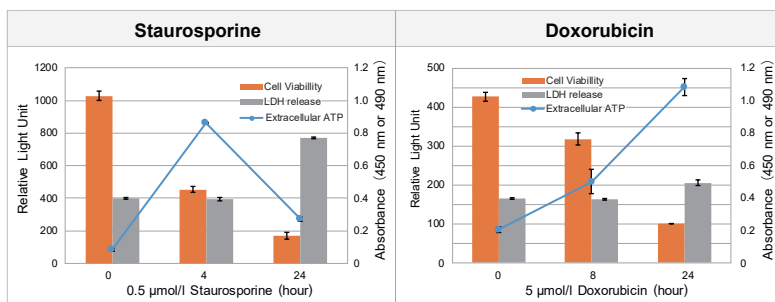 Staurosporine
Doxorubicin
Relative Light Unit
1200
1000
800
600
400
200
0
Cell Viabillity
LDH release
Extracellular ATP
1.2
1.0
0.8
0.6
0.4
0.2
0
Absorbance (450 nm or 490 nm)
0
4
24
0.5 μmol/l Staurosporine (hour)
Relative Light Unit
500
400
300
200
100
0
Cell Viabillity
LDH release
Extracellular ATP
1.2
1.0
0.8
0.6
0.4
0.2
0
Absorbance (450 nm or 490 nm)
0
8
24
5 μmol/l Doxorubicin (hour)